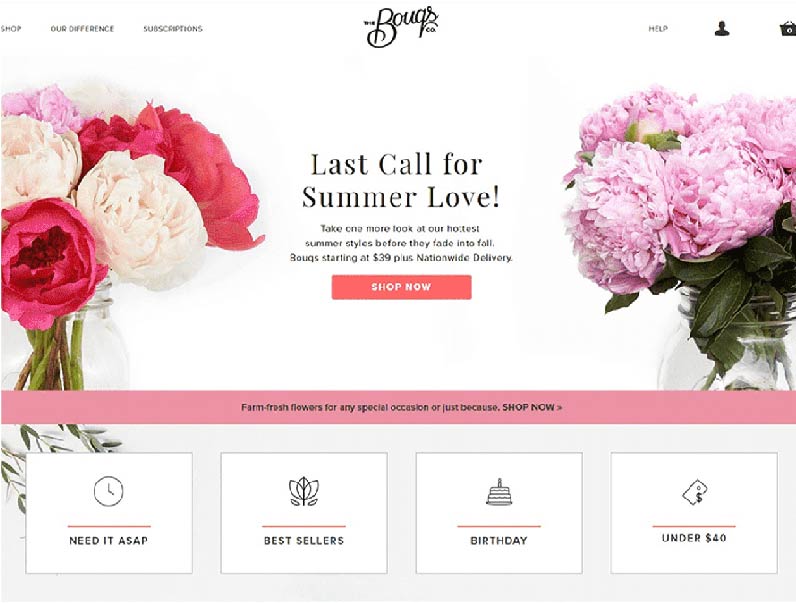 SHOP
OUR DIFFERENCE
SUBSCRIPTIONS
THE Bouqs CO.
HELP
0
Last Call for
Summer Love!
Take one more look at our hottest
summer styles before they fade into fall.
Bouqs starting at $39 plus Nationwide Delivery.
SHOP NOW
Farm-fresh flowers for any special occasion or just because. SHOP NOW »
NEED IT ASAP
BEST SELLERS
BIRTHDAY
$
UNDER $40